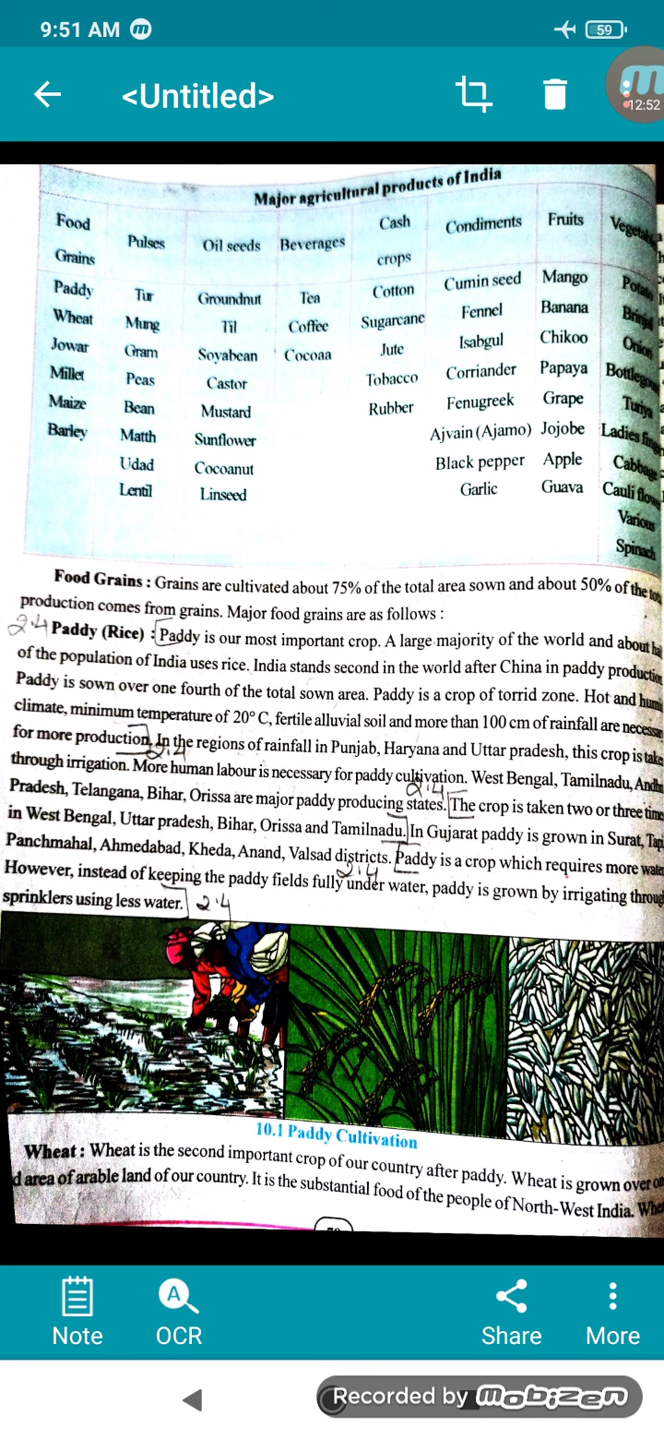 9:51 AM
59
<Untitled>
12:52
Major agricultural products of India
Food Grains Pulses Oil seeds Beverages Cash crops Condiments Fruits
Paddy Tur Groundnut Tea Cotton Cumin seed Mango
Wheat Mung Til Coffee Sugarcane Fennel Banana
Jowar Gram Soyabean Cocoaa Jute Isabgul Chikoo Onion
Millet Peas Castor Tobacco Corriander Papaya
Maize Bean Mustard Rubber Fenugreek Grape Turiya
Barley Matth Sunflower Ajvain (Ajamo) Jojobe Ladies
Udad Cocoanut Black pepper Apple
Lentil Linseed Garlic Guava Cauli
Various
Spinach
Food Grains : Grains are cultivated about 75% of the total area sown and about 50% of the
production comes from grains. Major food grains are as follows :
2.4 Paddy (Rice) : Paddy is our most important crop. A large majority of the world and about
of the population of India uses rice. India stands second in the world after China in paddy
Paddy is sown over one fourth of the total sown area. Paddy is a crop of torrid zone. Hot and
climate, minimum temperature of 20° C, fertile alluvial soil and more than 100 cm of rainfall are
for more production. In the regions of rainfall in Punjab, Haryana and Uttar pradesh, this crop is
2.4
through irrigation. More human labour is necessary for paddy cultivation. West Bengal, Tamilnadu,
2.4
Pradesh, Telangana, Bihar, Orissa are major paddy producing states. The crop is taken two or three
in West Bengal, Uttar pradesh, Bihar, Orissa and Tamilnadu. In Gujarat paddy is grown in Surat,
Panchmahal, Ahmedabad, Kheda, Anand, Valsad districts. Paddy is a crop which requires more
2.4
However, instead of keeping the paddy fields fully under water, paddy is grown by irrigating
sprinklers using less water. 2.4
10.1 Paddy Cultivation
Wheat : Wheat is the second important crop of our country after paddy. Wheat is grown over
area of arable land of our country. It is the substantial food of the people of North-West India.
Note OCR Share More
Recorded by mobizen